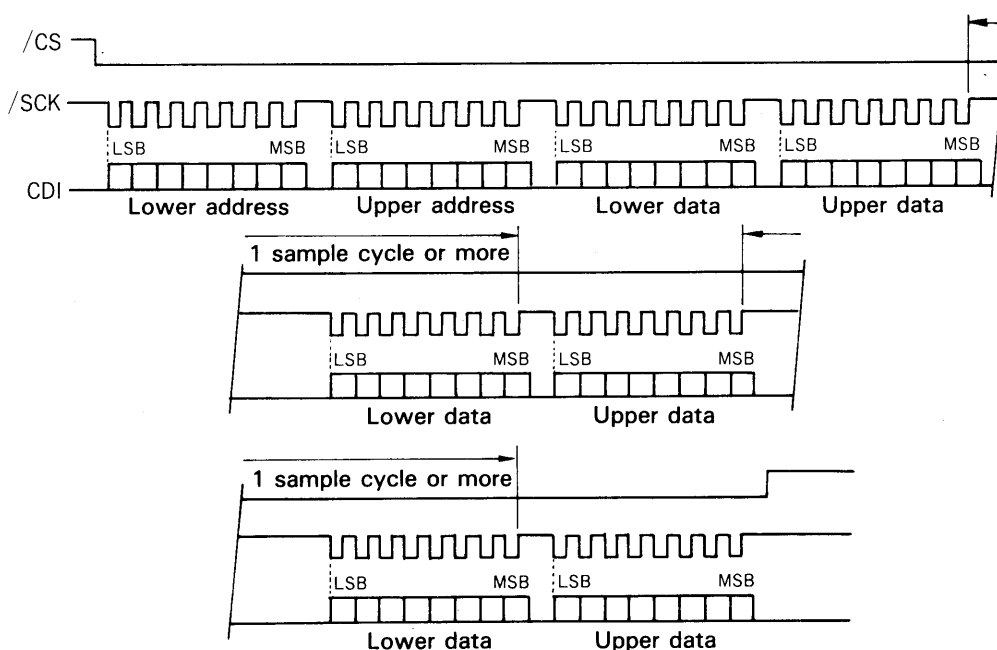 /CS
/SCK
LSB MSB LSB MSB LSB MSB LSB MSB
CDI
Lower address Upper address Lower data Upper data
1 sample cycle or more
LSB MSB LSB MSB
Lower data Upper data
1 sample cycle or more
LSB MSB LSB MSB
Lower data Upper data